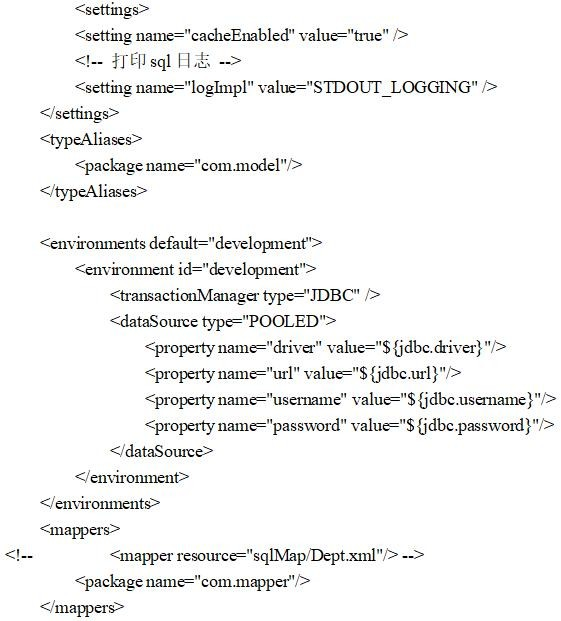 <settings>
<setting name="cacheEnabled" value="true" />
<!-- 打印 sql 日志 -->
<setting name="logImpl" value="STDOUT_LOGGING" />
</settings>
<typeAliases>
<package name="com.model"/>
</typeAliases>
<environments default="development">
<environment id="development">
<transactionManager type="JDBC" />
<dataSource type="POOLED">
<property name="driver" value="${jdbc.driver}"/>
<property name="url" value="${jdbc.url}"/>
<property name="username" value="${jdbc.username}"/>
<property name="password" value="${jdbc.password}"/>
</dataSource>
</environment>
</environments>
<mappers>
<!-- <mapper resource="sqlMap/Dept.xml"/> -->
<package name="com.mapper"/>
</mappers>